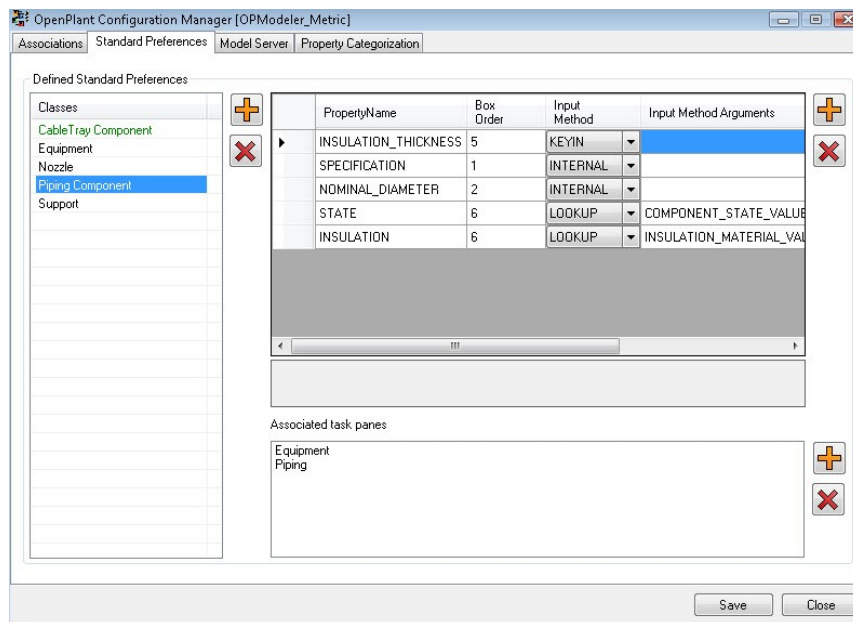 OpenPlant Configuration Manager [OPModeler_Metric]
Associations Standard Preferences Model Server Property Categorization
Defined Standard Preferences
Classes
CableTray Component
Equipment
Nozzle
Piping Component
Support
PropertyName Box Order Input Method Input Method Arguments
INSULATION_THICKNESS 5 KEYIN
SPECIFICATION 1 INTERNAL
NOMINAL_DIAMETER 2 INTERNAL
STATE 6 LOOKUP COMPONENT_STATE_VALUE
INSULATION 6 LOOKUP INSULATION_MATERIAL_VAL
Associated task panes
Equipment
Piping
Save Close